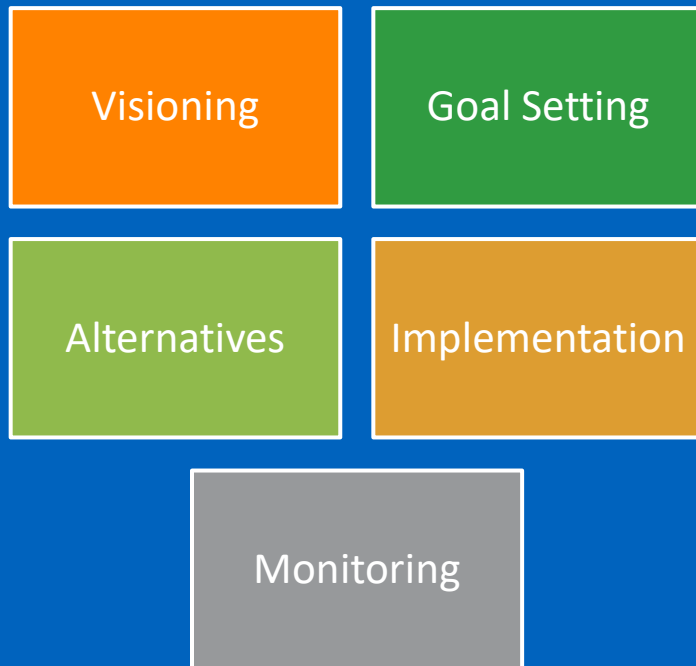 Visioning
Goal Setting
Alternatives
Implementation
Monitoring